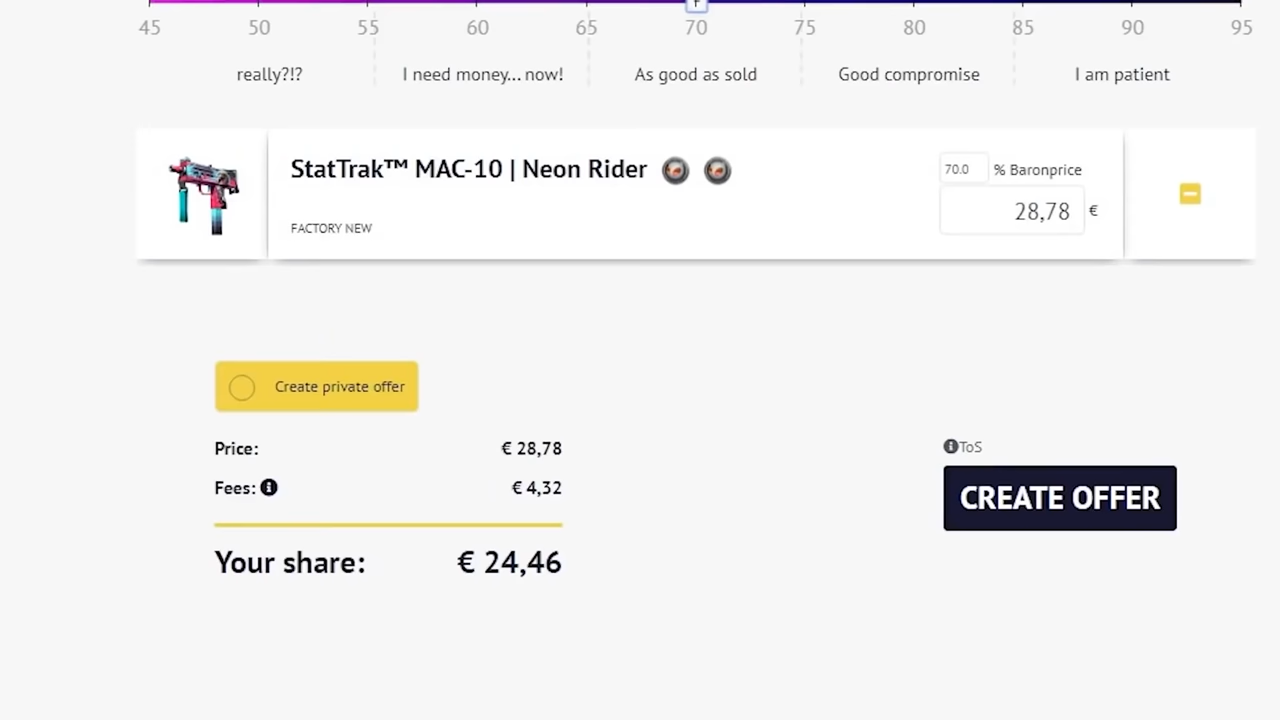 45 50 55 60 65 70 75 80 85 90 95
really?!? I need money... now! As good as sold Good compromise I am patient
StatTrak™ MAC-10 | Neon Rider
70.0 % Baronprice
28,78 €
FACTORY NEW
Create private offer
Price: € 28,78
Fees: € 4,32
Your share: € 24,46
ToS
CREATE OFFER